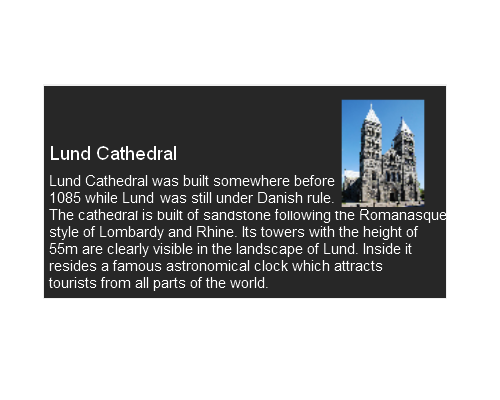 Lund Cathedral
Lund Cathedral was built somewhere before
1085 while Lund was still under Danish rule.
The cathedral is built of sandstone following the Romanasque
style of Lombardy and Rhine. Its towers with the height of
55m are clearly visible in the landscape of Lund. Inside it
resides a famous astronomical clock which attracts
tourists from all parts of the world.